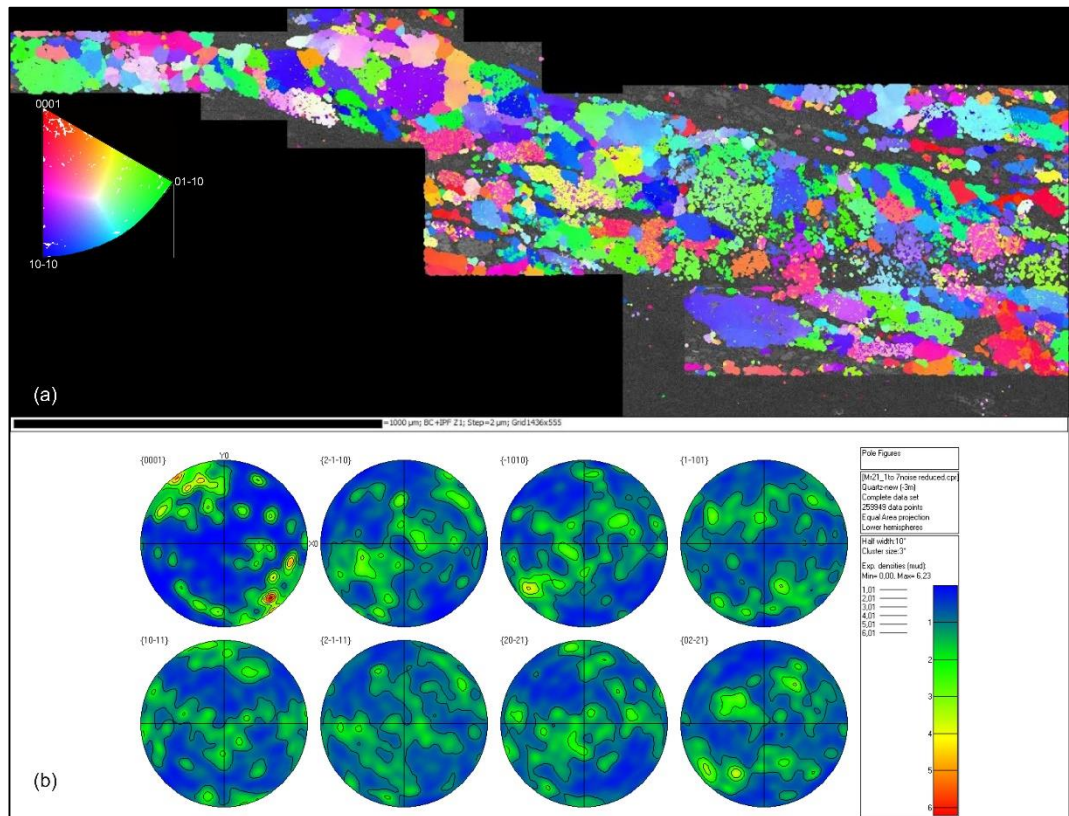 0001
01-10
10-10
(a)
=1000 µm; BC+IPF Z1; Step=2 µm; Grid1436x555
{0001}
Y0
{2-1-10}
{-1010}
{1-101}
X0
{10-11}
{2-1-11}
{20-21}
{02-21}
(b)
Pole Figures
[Mr21_1to 7noise reduced.cpr]
Quartz-new (-3m)
Complete data set
259949 data points
Equal Area projection
Lower hemispheres
Half width:10°
Cluster size:3°
Exp. densities (mud):
Min= 0,00, Max= 6,23
1,01
2,01
3,01
4,01
5,01
6,01
1
2
3
4
5
6